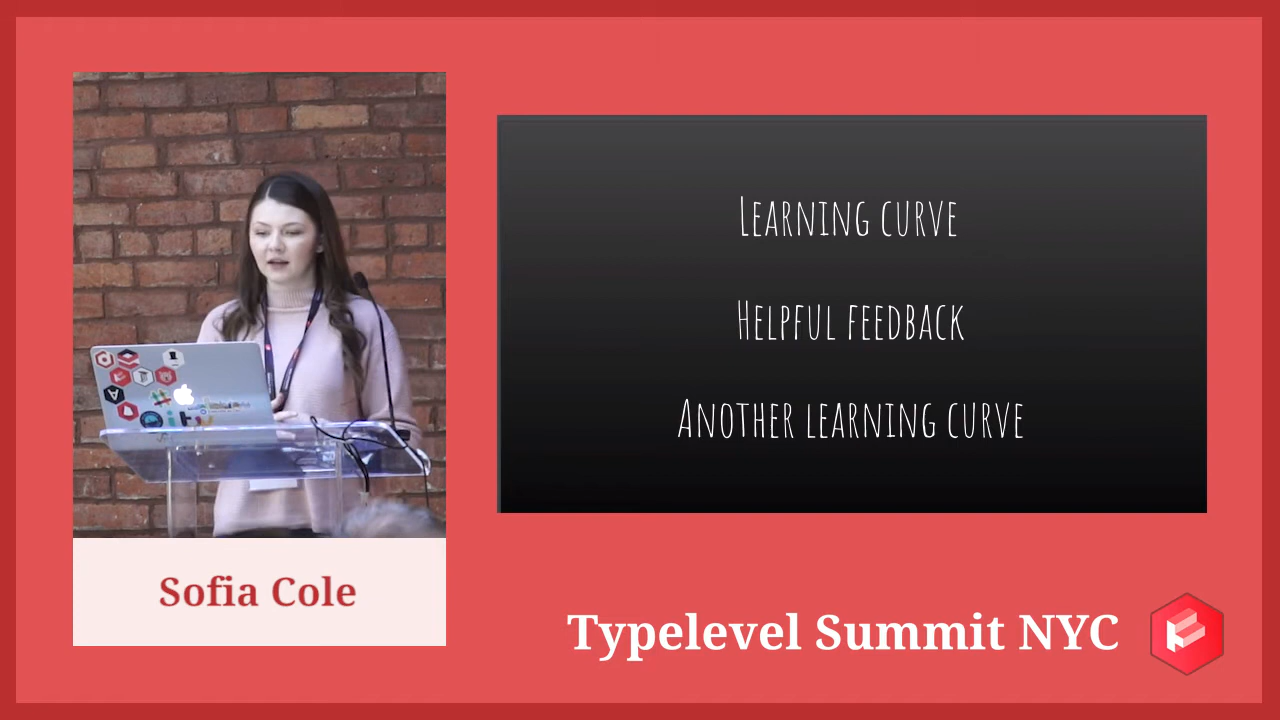 Learning curve
Helpful feedback
Another learning curve
Sofia Cole
Typelevel Summit NYC